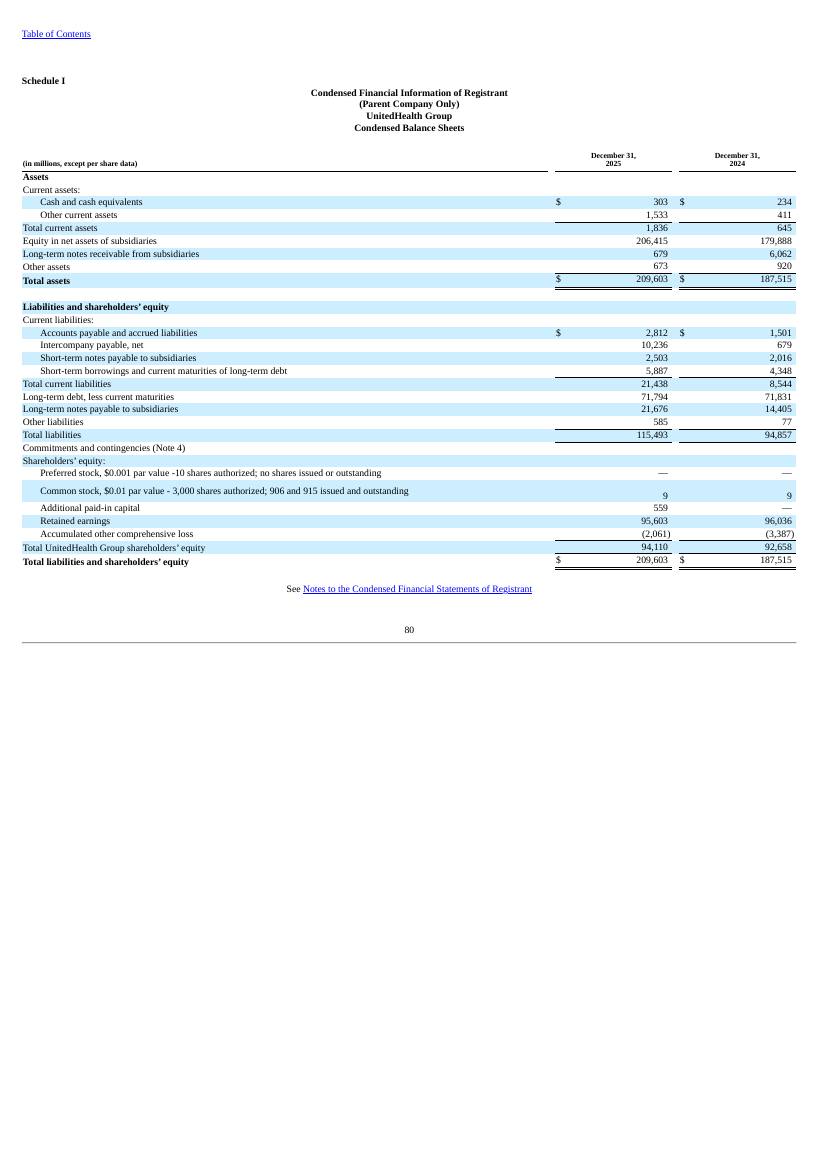 Table of Contents
Schedule I
Condensed Financial Information of Registrant
(Parent Company Only)
UnitedHealth Group
Condensed Balance Sheets
(in millions, except per share data) December 31, 2025 December 31, 2024
Assets
Current assets:
Cash and cash equivalents $ 303 $ 234
Other current assets 1,533 411
Total current assets 1,836 645
Equity in net assets of subsidiaries 206,415 179,888
Long-term notes receivable from subsidiaries 679 6,062
Other assets 673 920
Total assets $ 209,603 $ 187,515
Liabilities and shareholders’ equity
Current liabilities:
Accounts payable and accrued liabilities $ 2,812 $ 1,501
Intercompany payable, net 10,236 679
Short-term notes payable to subsidiaries 2,503 2,016
Short-term borrowings and current maturities of long-term debt 5,887 4,348
Total current liabilities 21,438 8,544
Long-term debt, less current maturities 71,794 71,831
Long-term notes payable to subsidiaries 21,676 14,405
Other liabilities 585 77
Total liabilities 115,493 94,857
Commitments and contingencies (Note 4)
Shareholders’ equity:
Preferred stock, $0.001 par value -10 shares authorized; no shares issued or outstanding — —
Common stock, $0.01 par value - 3,000 shares authorized; 906 and 915 issued and outstanding 9 9
Additional paid-in capital 559 —
Retained earnings 95,603 96,036
Accumulated other comprehensive loss (2,061) (3,387)
Total UnitedHealth Group shareholders’ equity 94,110 92,658
Total liabilities and shareholders’ equity $ 209,603 $ 187,515
See Notes to the Condensed Financial Statements of Registrant
80